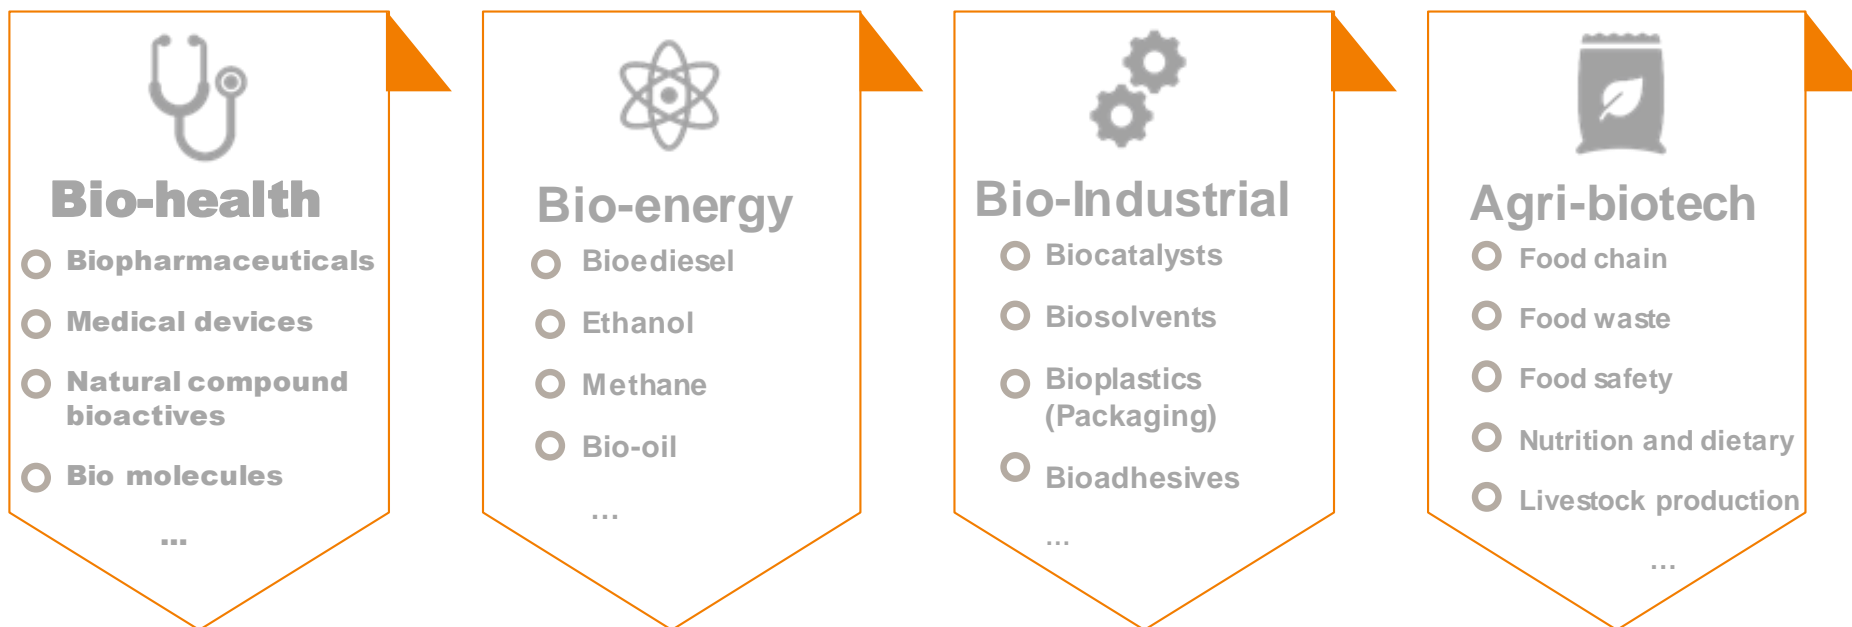 Bio-health
Biopharmaceuticals
Medical devices
Natural compound
bioactives
Bio molecules
...
Bio-energy
Bioediesel
Ethanol
Methane
Bio-oil
...
Bio-Industrial
Biocatalysts
Biosolvents
Bioplastics
(Packaging)
Bioadhesives
...
Agri-biotech
Food chain
Food waste
Food safety
Nutrition and dietary
Livestock production
...